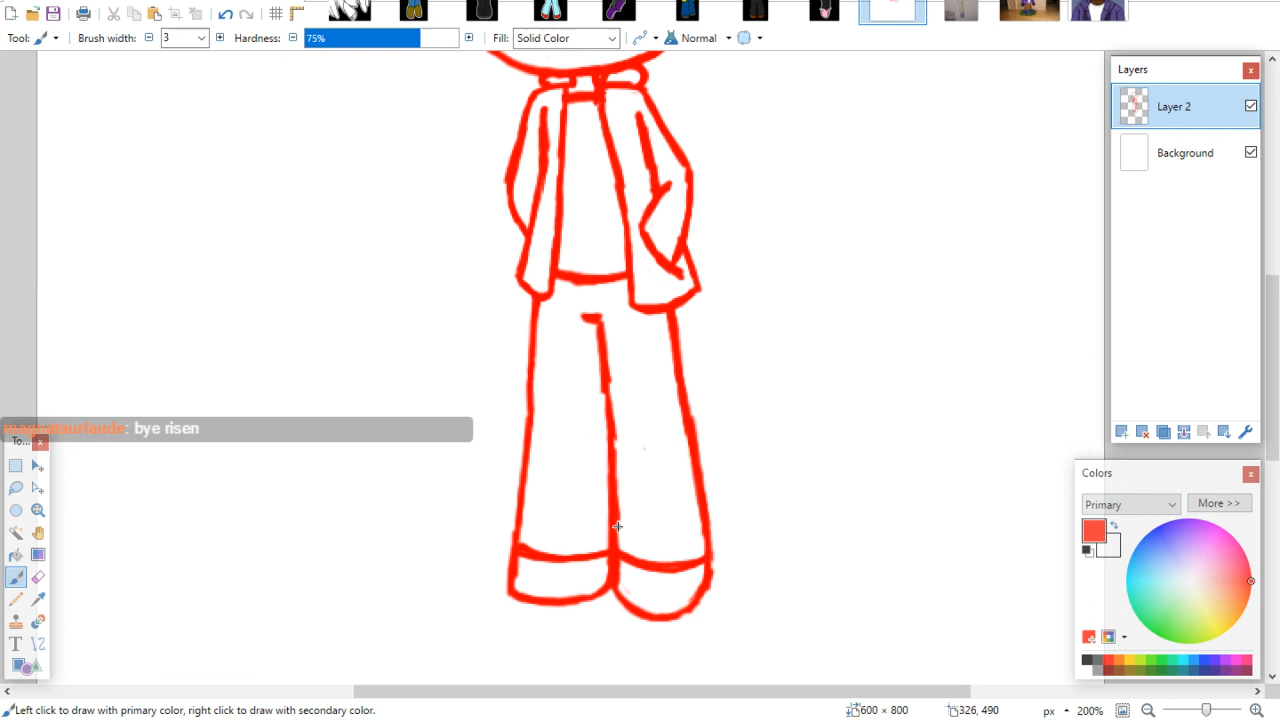 Tool: Brush width: 3 Hardness: 75% Fill: Solid Color Normal
Layers
Layer 2
Background
bye risen
To...
Colors
Primary
More >>
T
Left click to draw with primary color, right click to draw with secondary color.
600 × 800
326, 490
px
200%